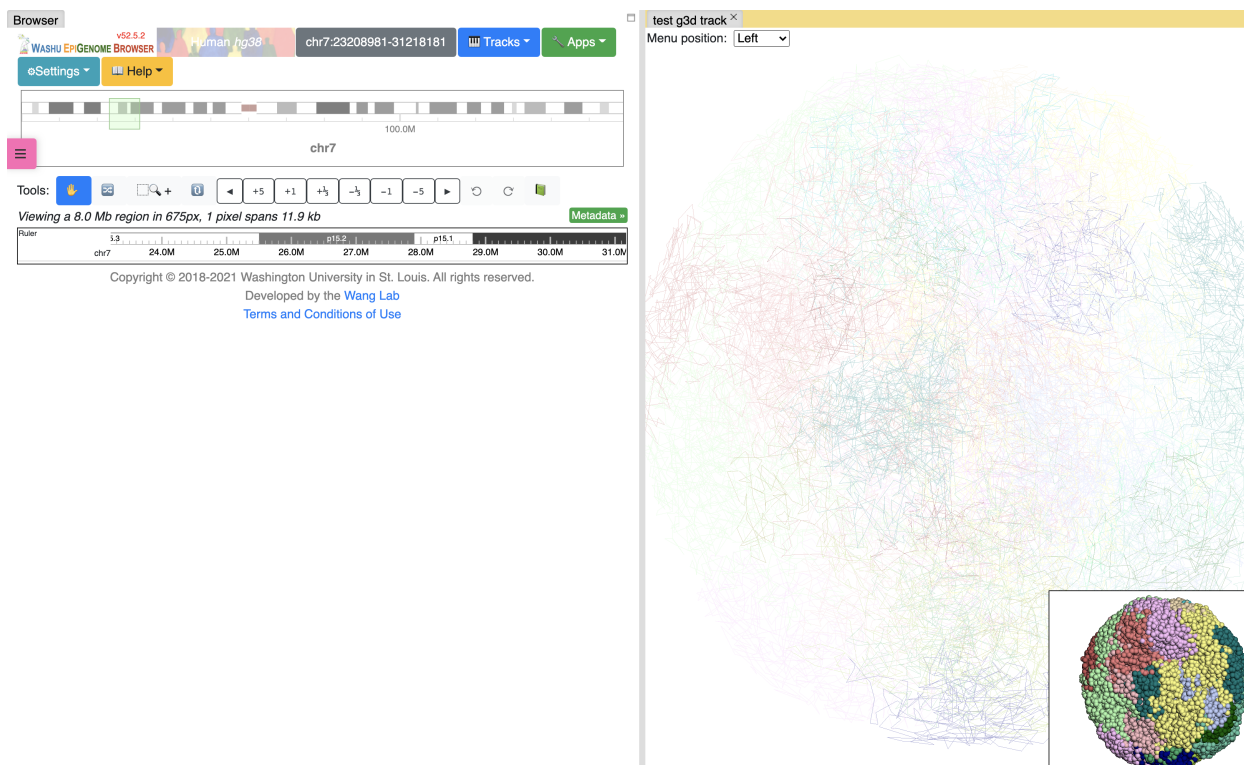 Browser
v52.5.2
WASHU EPIGENOME BROWSER
Human hg38
chr7:23208981-31218181
Tracks
Apps
Settings
Help
100.0M
chr7
Tools:
+5 +1 +⅓ −⅓ −1 −5
Viewing a 8.0 Mb region in 675px, 1 pixel spans 11.9 kb
Metadata »
Ruler
5.3 p15.2 p15.1
chr7 24.0M 25.0M 26.0M 27.0M 28.0M 29.0M 30.0M 31.0M
Copyright © 2018-2021 Washington University in St. Louis. All rights reserved.
Developed by the Wang Lab
Terms and Conditions of Use
test g3d track
Menu position: Left